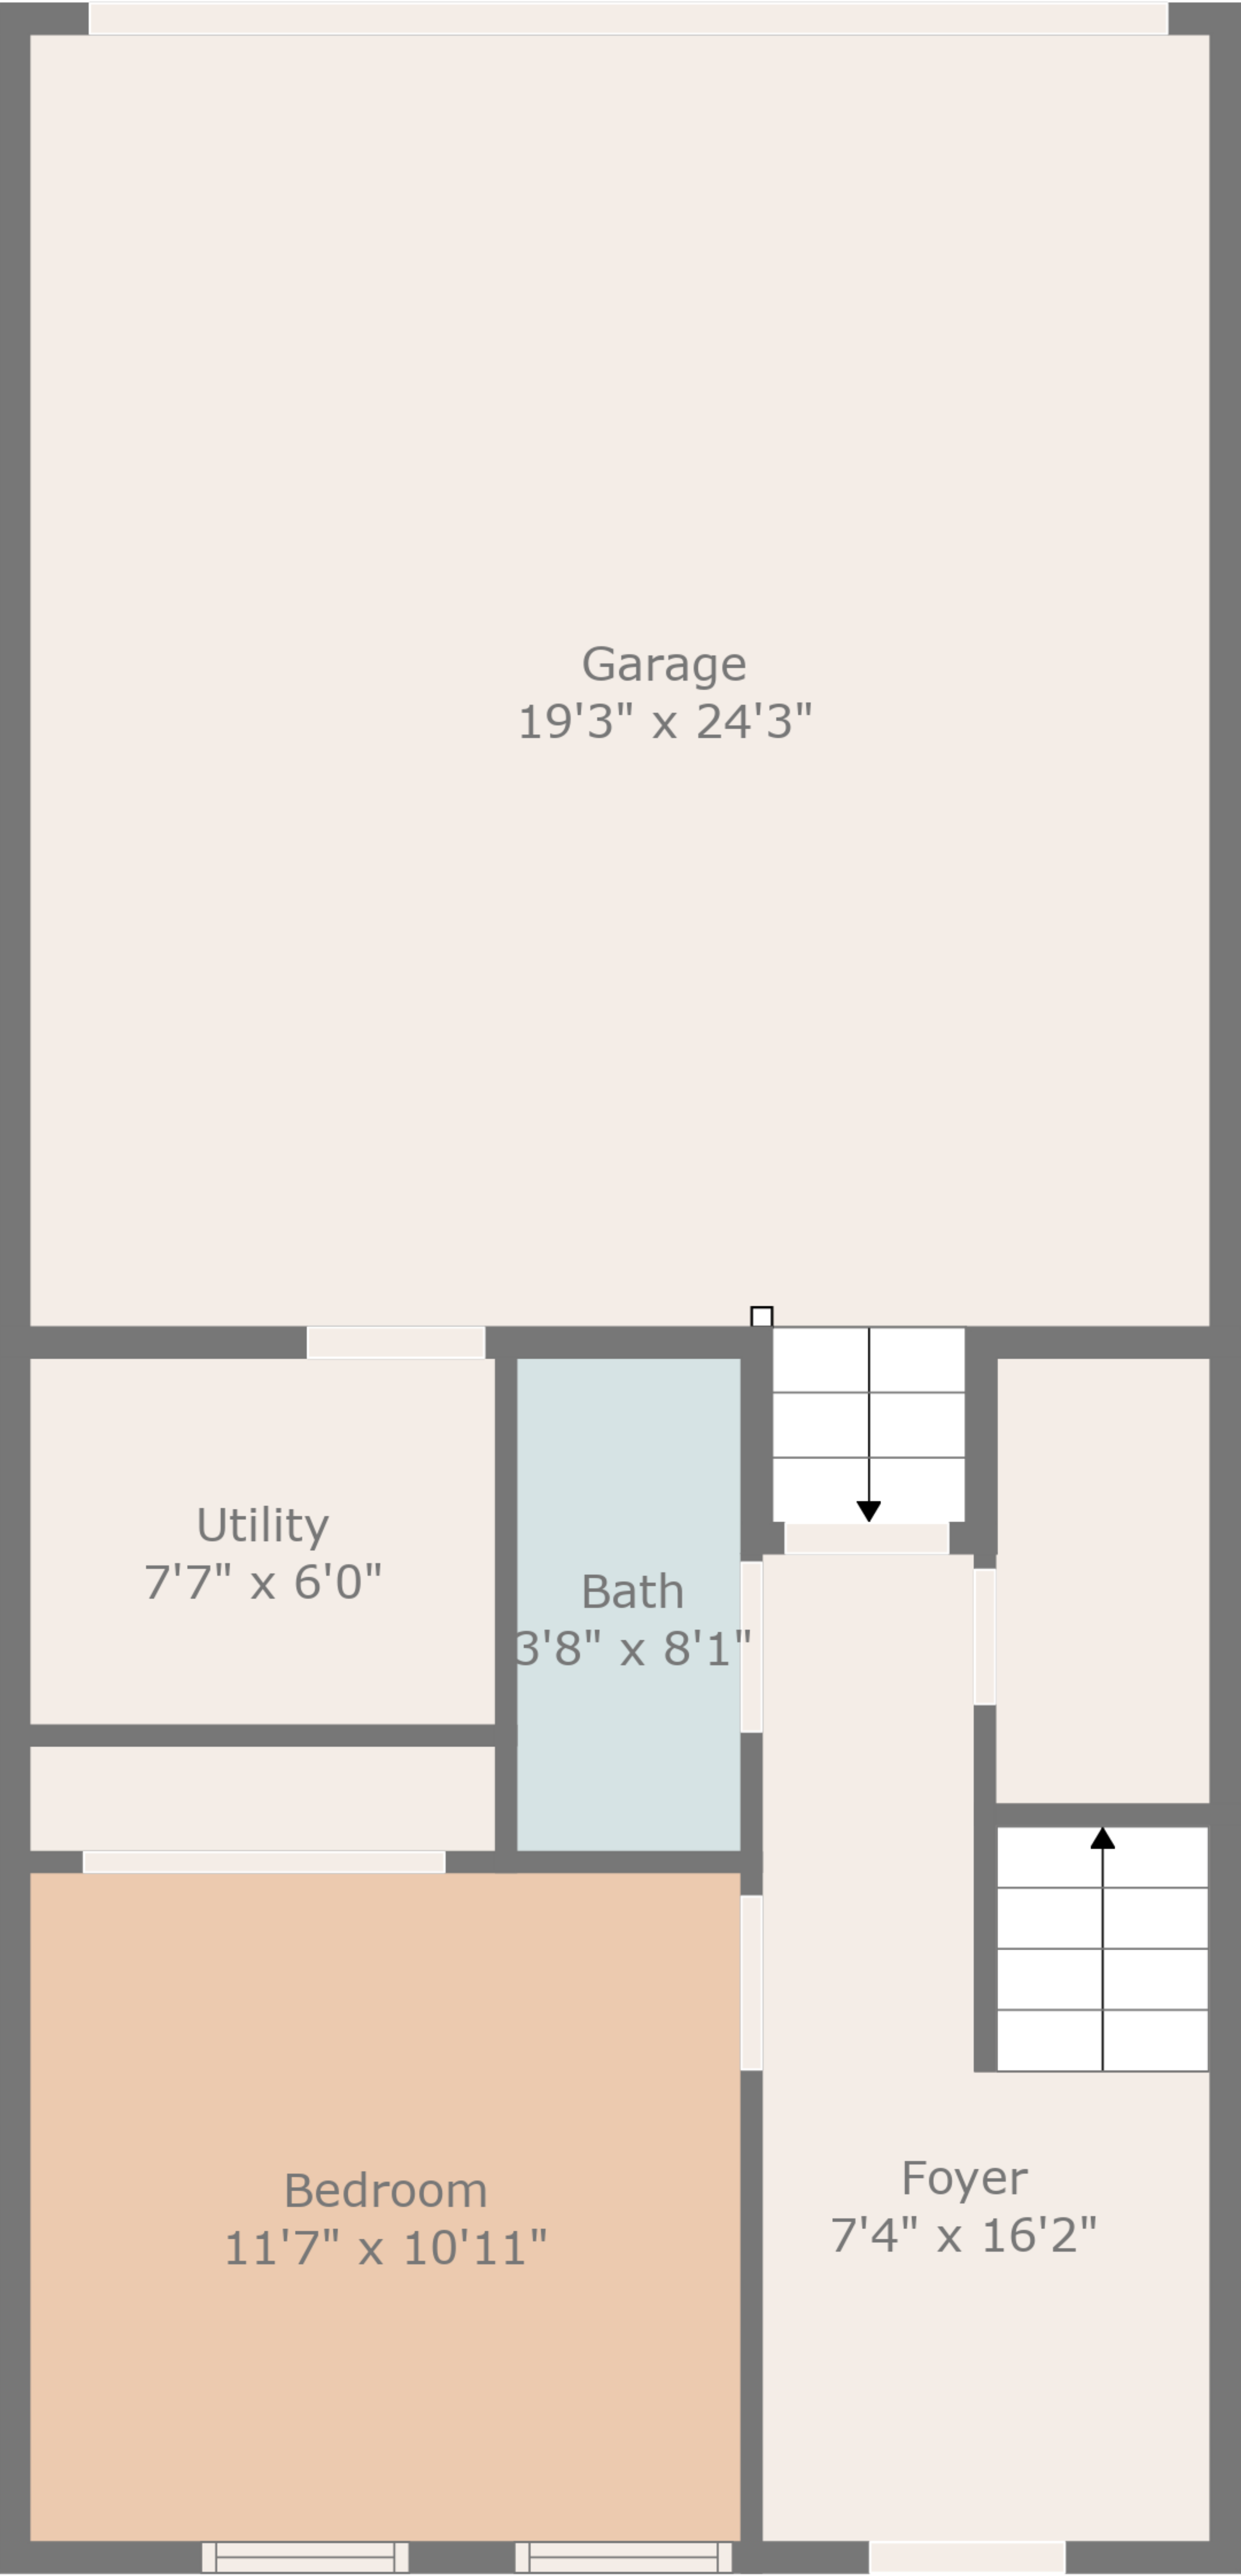 Garage
19'3" x 24'3"
Utility
7'7" x 6'0"
Bath
3'8" x 8'1"
Foyer
7'4" x 16'2"
Bedroom
11'7" x 10'11"